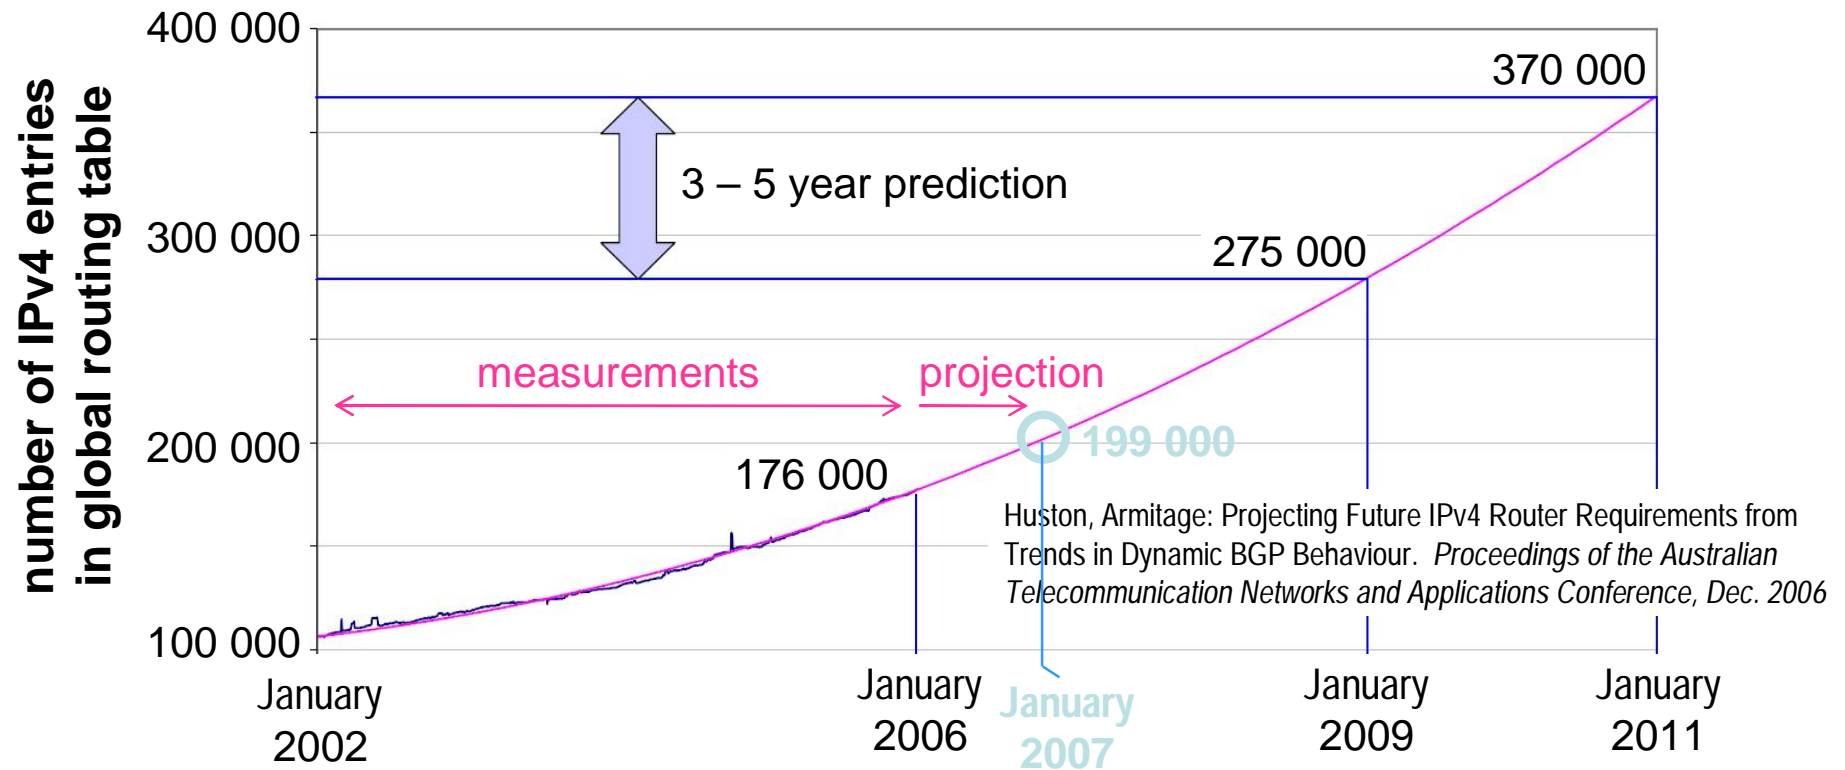 number of IPv4 entries
in global routing table
400 000
300 000
200 000
100 000
370 000
3 – 5 year prediction
275 000
measurements
projection
199 000
176 000
Huston, Armitage: Projecting Future IPv4 Router Requirements from
Trends in Dynamic BGP Behaviour. Proceedings of the Australian
Telecommunication Networks and Applications Conference, Dec. 2006
January
2002
January
2006
January
2007
January
2009
January
2011